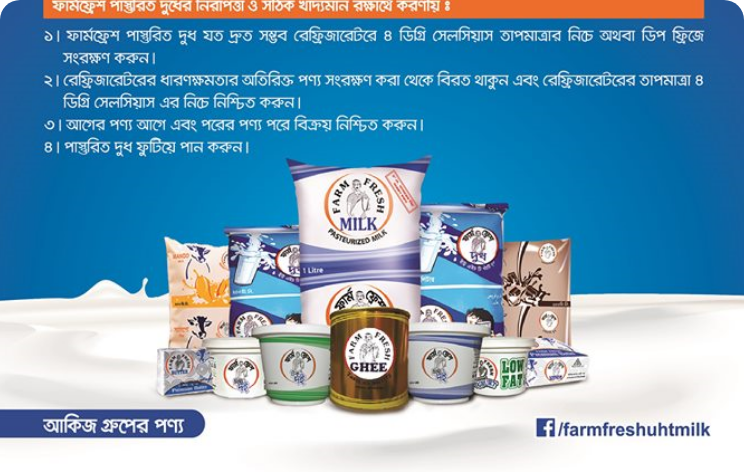 ফার্মফ্রেশ পাস্তুরিত দুধের নিরাপত্তা ও সঠিক খাদ্যমান রক্ষার্থে করণীয় ঃ
১। ফার্মফ্রেশ পাস্তুরিত দুধ যত দ্রুত সম্ভব রেফ্রিজারেটরে ৪ ডিগ্রি সেলসিয়াস তাপমাত্রার নিচে অথবা ডিপ ফ্রিজে
সংরক্ষণ করুন।
২। রেফ্রিজারেটরের ধারণক্ষমতার অতিরিক্ত পণ্য সংরক্ষণ করা থেকে বিরত থাকুন এবং রেফ্রিজারেটরের তাপমাত্রা ৪
ডিগ্রি সেলসিয়াস এর নিচে নিশ্চিত করুন।
৩। আগের পণ্য আগে এবং পরের পণ্য পরে বিক্রয় নিশ্চিত করুন।
৪। পাস্তুরিত দুধ ফুটিয়ে পান করুন।
FARM FRESH
MILK
PASTEURIZED MILK
1 Litre
ফার্ম ফ্রেশ
দুধ
ফার্ম ফ্রেশ
দুধ
MANGO
FARM FRESH
GHEE
ফার্ম ফ্রেশ
ফার্ম ফ্রেশ
LOW
FAT
BUTTER
আকিজ গ্রুপের পণ্য
f/farmfreshuhtmilk